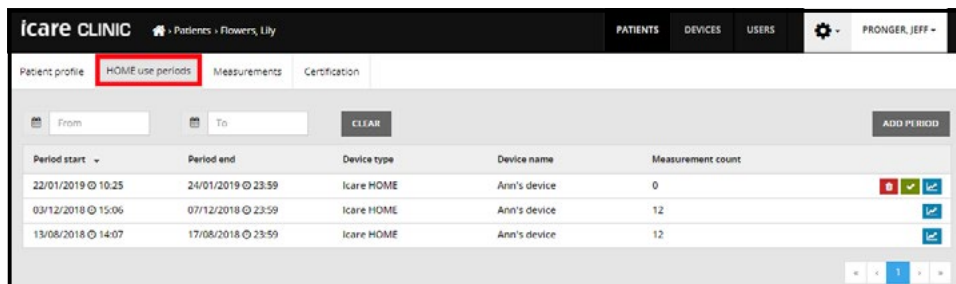 icare CLINIC › Patients › Flowers, Lily PATIENTS DEVICES USERS PRONGER, JEFF
Patient profile HOME use periods Measurements Certification
From To CLEAR ADD PERIOD
Period start Period end Device type Device name Measurement count
22/01/2019 10:25 24/01/2019 23:59 Icare HOME Ann's device 0
03/12/2018 15:06 07/12/2018 23:59 Icare HOME Ann's device 12
13/08/2018 14:07 17/08/2018 23:59 Icare HOME Ann's device 12
« ‹ 1 › »